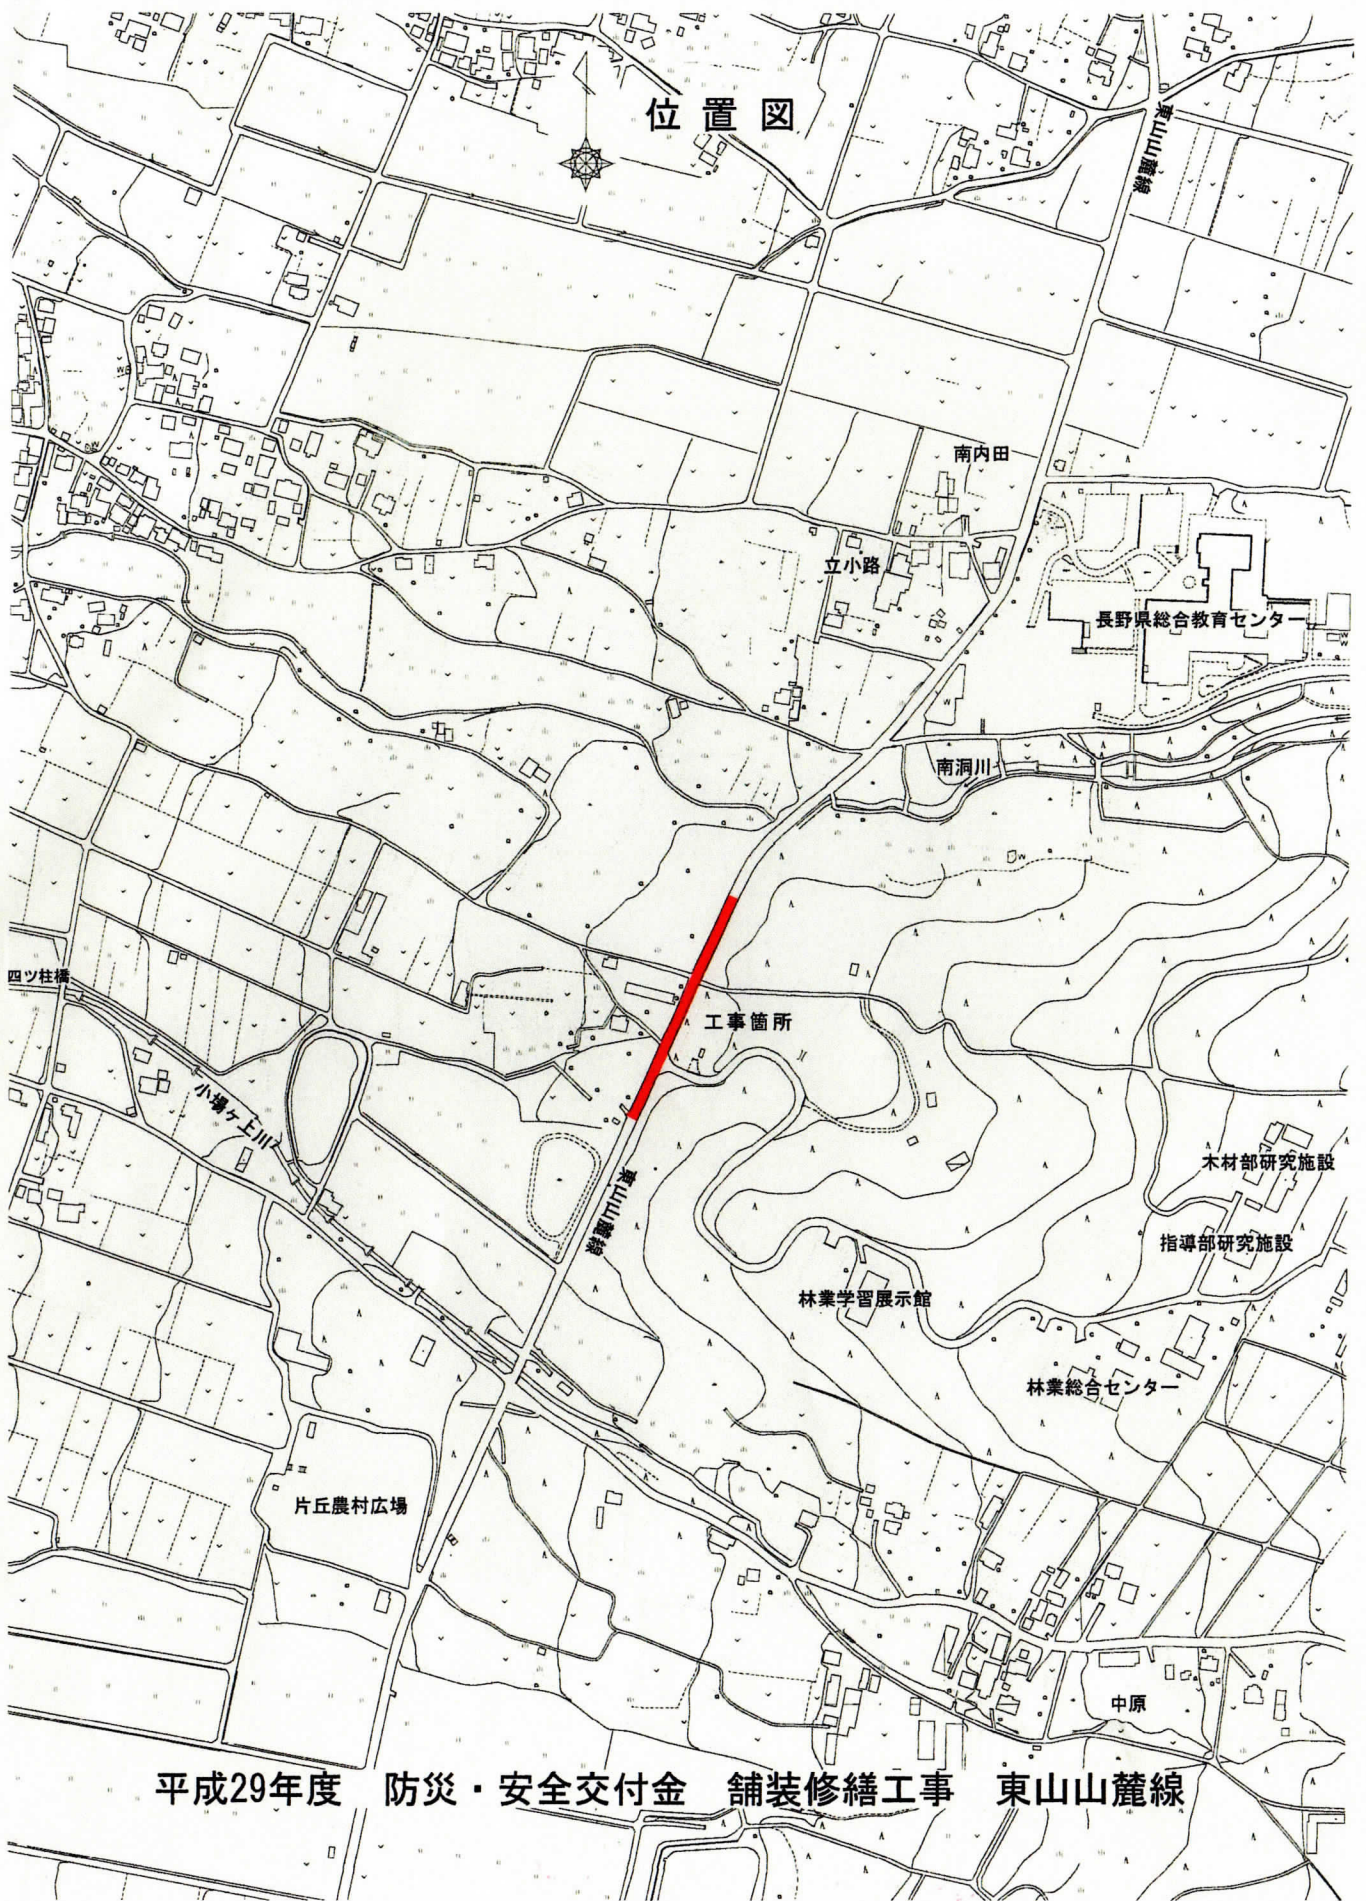 位置図
東山山麓線
南内田
立小路
長野県総合教育センター
南洞川
四ツ柱橋
工事箇所
小場ヶ上川
東山山麓線
木材部研究施設
指導部研究施設
林業学習展示館
林業総合センター
片丘農村広場
中原
平成29年度 防災・安全交付金 舗装修繕工事 東山山麓線